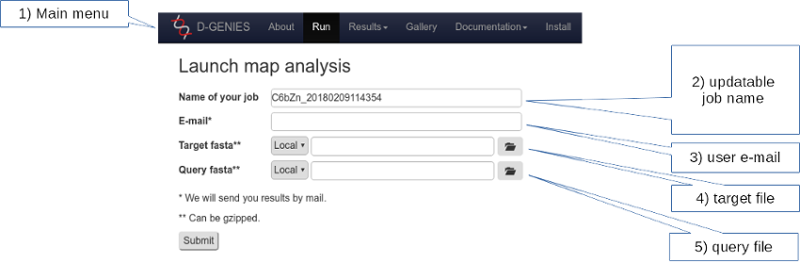 1) Main menu
D-GENIES About Run Results Gallery Documentation Install
Launch map analysis
Name of your job C6bZn_20180209114354
2) updatable
job name
E-mail*
3) user e-mail
Target fasta** Local
4) target file
Query fasta** Local
5) query file
* We will send you results by mail.
** Can be gzipped.
Submit